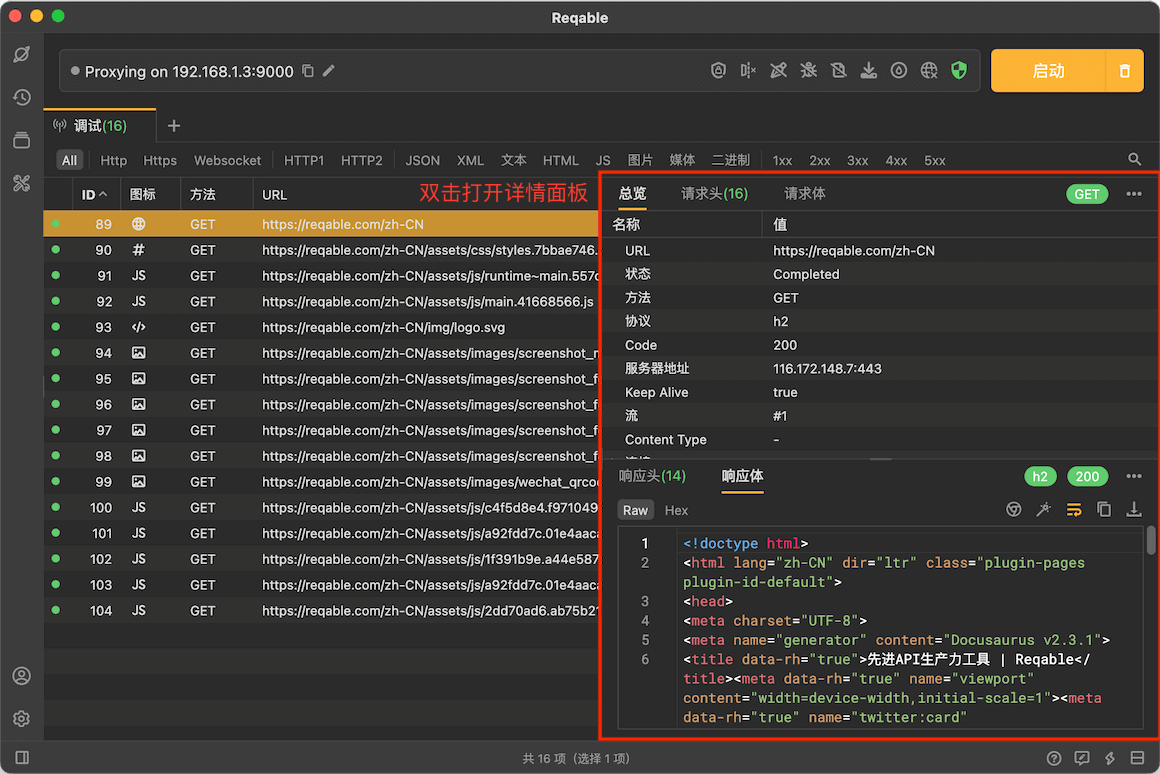 Reqable
Proxying on 192.168.1.3:9000
启动
调试(16)
All Http Https Websocket HTTP1 HTTP2 JSON XML 文本 HTML JS 图片 媒体 二进制 1xx 2xx 3xx 4xx 5xx
ID 图标 方法 URL
双击打开详情面板
89 GET https://reqable.com/zh-CN
90 # GET https://reqable.com/zh-CN/assets/css/styles.7bbae746.
91 JS GET https://reqable.com/zh-CN/assets/js/runtime~main.557c
92 JS GET https://reqable.com/zh-CN/assets/js/main.41668566.js
93 </> GET https://reqable.com/zh-CN/img/logo.svg
94 GET https://reqable.com/zh-CN/assets/images/screenshot_
95 GET https://reqable.com/zh-CN/assets/images/screenshot_f
96 GET https://reqable.com/zh-CN/assets/images/screenshot_f
97 GET https://reqable.com/zh-CN/assets/images/screenshot_f
98 GET https://reqable.com/zh-CN/assets/images/screenshot_f
99 GET https://reqable.com/zh-CN/assets/images/wechat_qrco
100 JS GET https://reqable.com/zh-CN/assets/js/c4f5d8e4.f971049
101 JS GET https://reqable.com/zh-CN/assets/js/a92fdd7c.01e4aaca
102 JS GET https://reqable.com/zh-CN/assets/js/1f391b9e.a44e587
103 JS GET https://reqable.com/zh-CN/assets/js/a92fdd7c.01e4aaca
104 JS GET https://reqable.com/zh-CN/assets/js/2dd70ad6.ab75b2
总览 请求头(16) 请求体 GET
名称 值
URL https://reqable.com/zh-CN
状态 Completed
方法 GET
协议 h2
Code 200
服务器地址 116.172.148.7:443
Keep Alive true
流 #1
Content Type -
响应头(14) 响应体 h2 200
Raw Hex
1 <!doctype html>
2 <html lang="zh-CN" dir="ltr" class="plugin-pages
plugin-id-default">
3 <head>
4 <meta charset="UTF-8">
5 <meta name="generator" content="Docusaurus v2.3.1">
6 <title data-rh="true">先进API生产力工具 | Reqable</
title><meta data-rh="true" name="viewport"
content="width=device-width,initial-scale=1"><meta
data-rh="true" name="twitter:card"
共 16 项（选择 1 项）